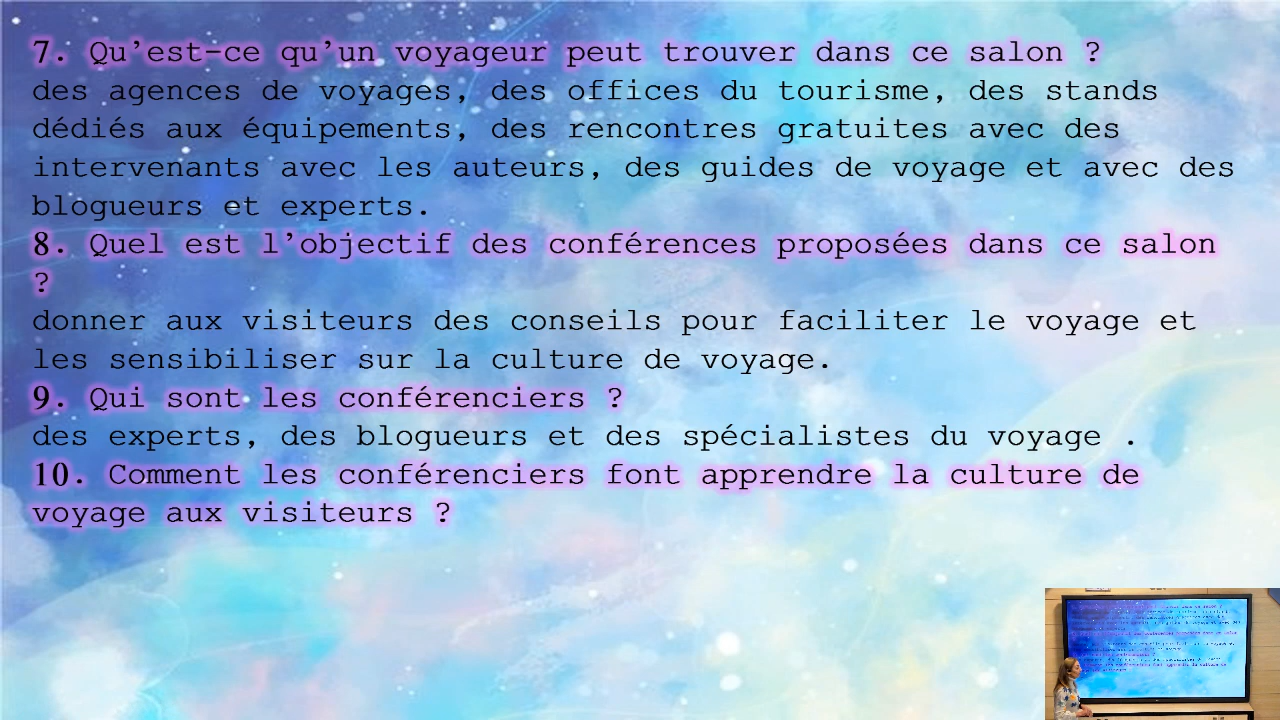 7. Qu’est-ce qu’un voyageur peut trouver dans ce salon ?
des agences de voyages, des offices du tourisme, des stands
dédiés aux équipements, des rencontres gratuites avec des
intervenants avec les auteurs, des guides de voyage et avec des
blogueurs et experts.
8. Quel est l’objectif des conférences proposées dans ce salon
?
donner aux visiteurs des conseils pour faciliter le voyage et
les sensibiliser sur la culture de voyage.
9. Qui sont les conférenciers ?
des experts, des blogueurs et des spécialistes du voyage .
10. Comment les conférenciers font apprendre la culture de
voyage aux visiteurs ?